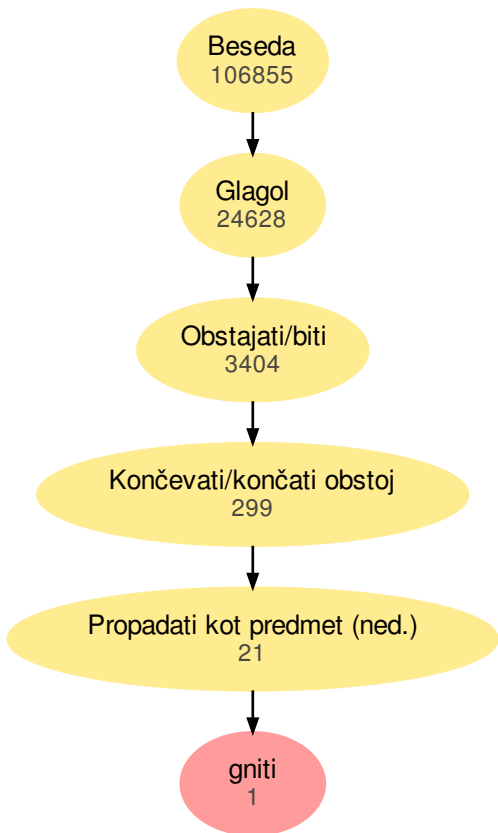 Beseda
106855
Glagol
24628
Obstajati/biti
3404
Končevati/končati obstoj
299
Propadati kot predmet (ned.)
21
gniti
1